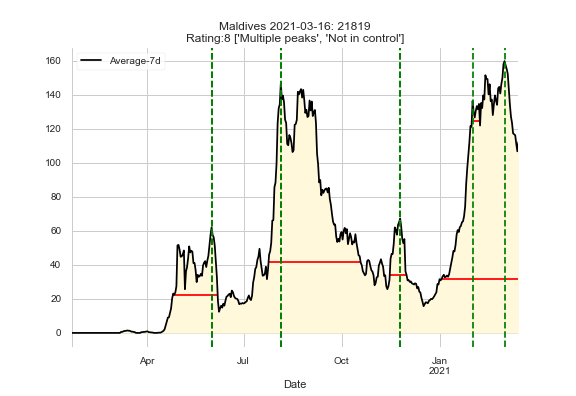 Maldives 2021-03-16: 21819
Rating:8 ['Multiple peaks', 'Not in control']
Average-7d
160
140
120
100
80
60
40
20
0
Apr
Jul
Oct
Jan
2021
Date